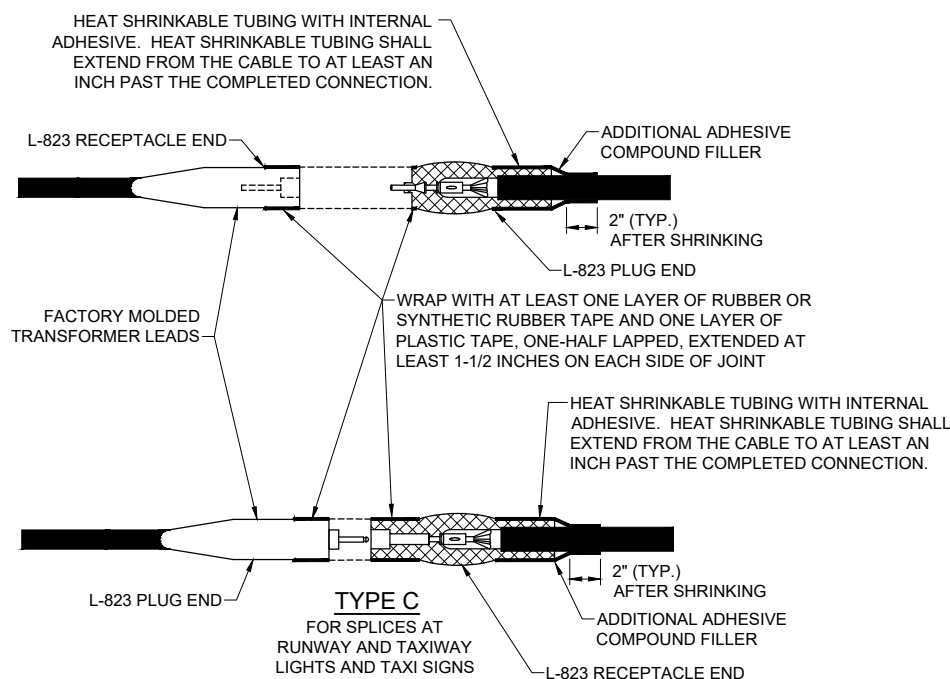 HEAT SHRINKABLE TUBING WITH INTERNAL
ADHESIVE. HEAT SHRINKABLE TUBING SHALL
EXTEND FROM THE CABLE TO AT LEAST AN
INCH PAST THE COMPLETED CONNECTION.
L-823 RECEPTACLE END
ADDITIONAL ADHESIVE
COMPOUND FILLER
2" (TYP.)
AFTER SHRINKING
L-823 PLUG END
FACTORY MOLDED
TRANSFORMER LEADS
WRAP WITH AT LEAST ONE LAYER OF RUBBER OR
SYNTHETIC RUBBER TAPE AND ONE LAYER OF
PLASTIC TAPE, ONE-HALF LAPPED, EXTENDED AT
LEAST 1-1/2 INCHES ON EACH SIDE OF JOINT
HEAT SHRINKABLE TUBING WITH INTERNAL
ADHESIVE. HEAT SHRINKABLE TUBING SHALL
EXTEND FROM THE CABLE TO AT LEAST AN
INCH PAST THE COMPLETED CONNECTION.
2" (TYP.)
AFTER SHRINKING
L-823 PLUG END
TYPE C
FOR SPLICES AT
RUNWAY AND TAXIWAY
LIGHTS AND TAXI SIGNS
ADDITIONAL ADHESIVE
COMPOUND FILLER
L-823 RECEPTACLE END